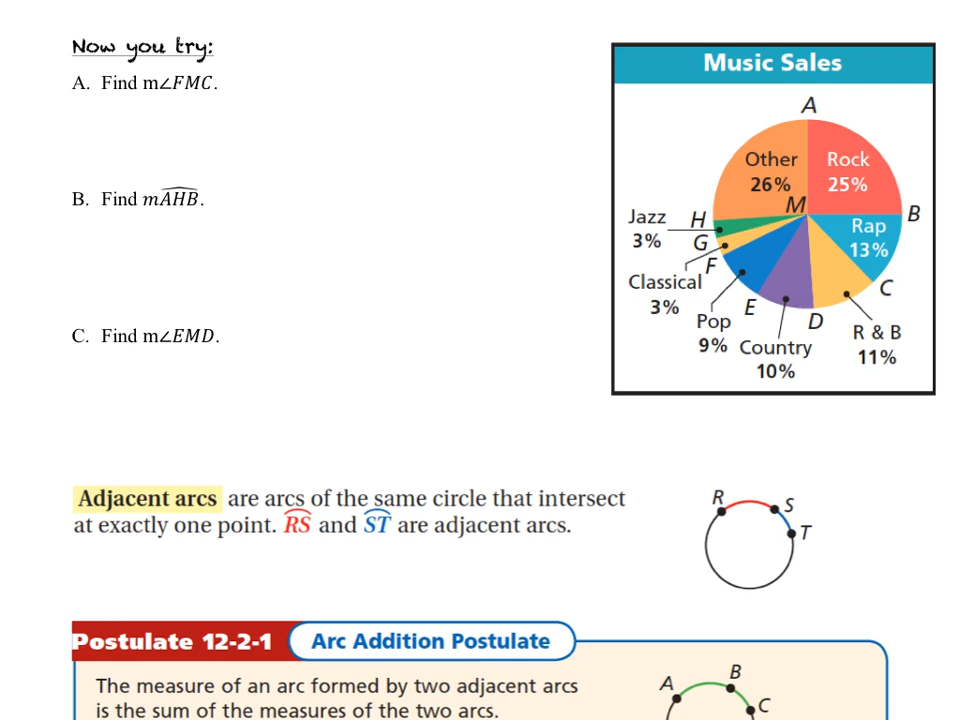 Now you try:
A. Find m∠FMC.
B. Find mAHB.
C. Find m∠EMD.
Music Sales
A
Other
26%
Rock
25%
M
B
Rap
13%
Jazz
3%
H
G
F
Classical
3%
C
E
D
Pop
9%
Country
10%
R & B
11%
Adjacent arcs are arcs of the same circle that intersect
at exactly one point. RS and ST are adjacent arcs.
R
S
T
Postulate 12-2-1 Arc Addition Postulate
The measure of an arc formed by two adjacent arcs
is the sum of the measures of the two arcs.
A
B
C